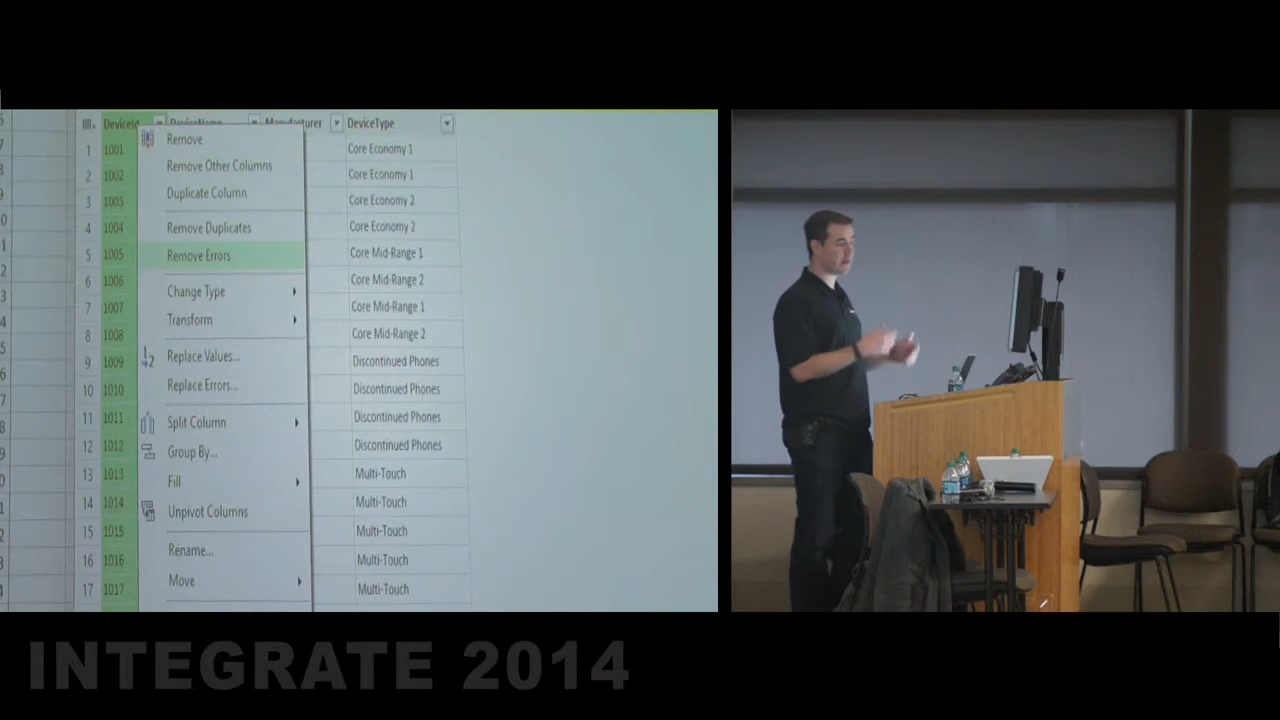 DeviceId DeviceName Manufacturer DeviceType
1 1001 Core Economy 1
2 1002 Core Economy 1
3 1003 Core Economy 2
4 1004 Core Economy 2
5 1005 Core Mid-Range 1
6 1006 Core Mid-Range 2
7 1007 Core Mid-Range 1
8 1008 Core Mid-Range 2
9 1009 Discontinued Phones
10 1010 Discontinued Phones
11 1011 Discontinued Phones
12 1012 Discontinued Phones
13 1013 Multi-Touch
14 1014 Multi-Touch
15 1015 Multi-Touch
16 1016 Multi-Touch
17 1017 Multi-Touch
Remove
Remove Other Columns
Duplicate Column
Remove Duplicates
Remove Errors
Change Type
Transform
Replace Values...
Replace Errors...
Split Column
Group By...
Fill
Unpivot Columns
Rename...
Move
INTEGRATE 2014